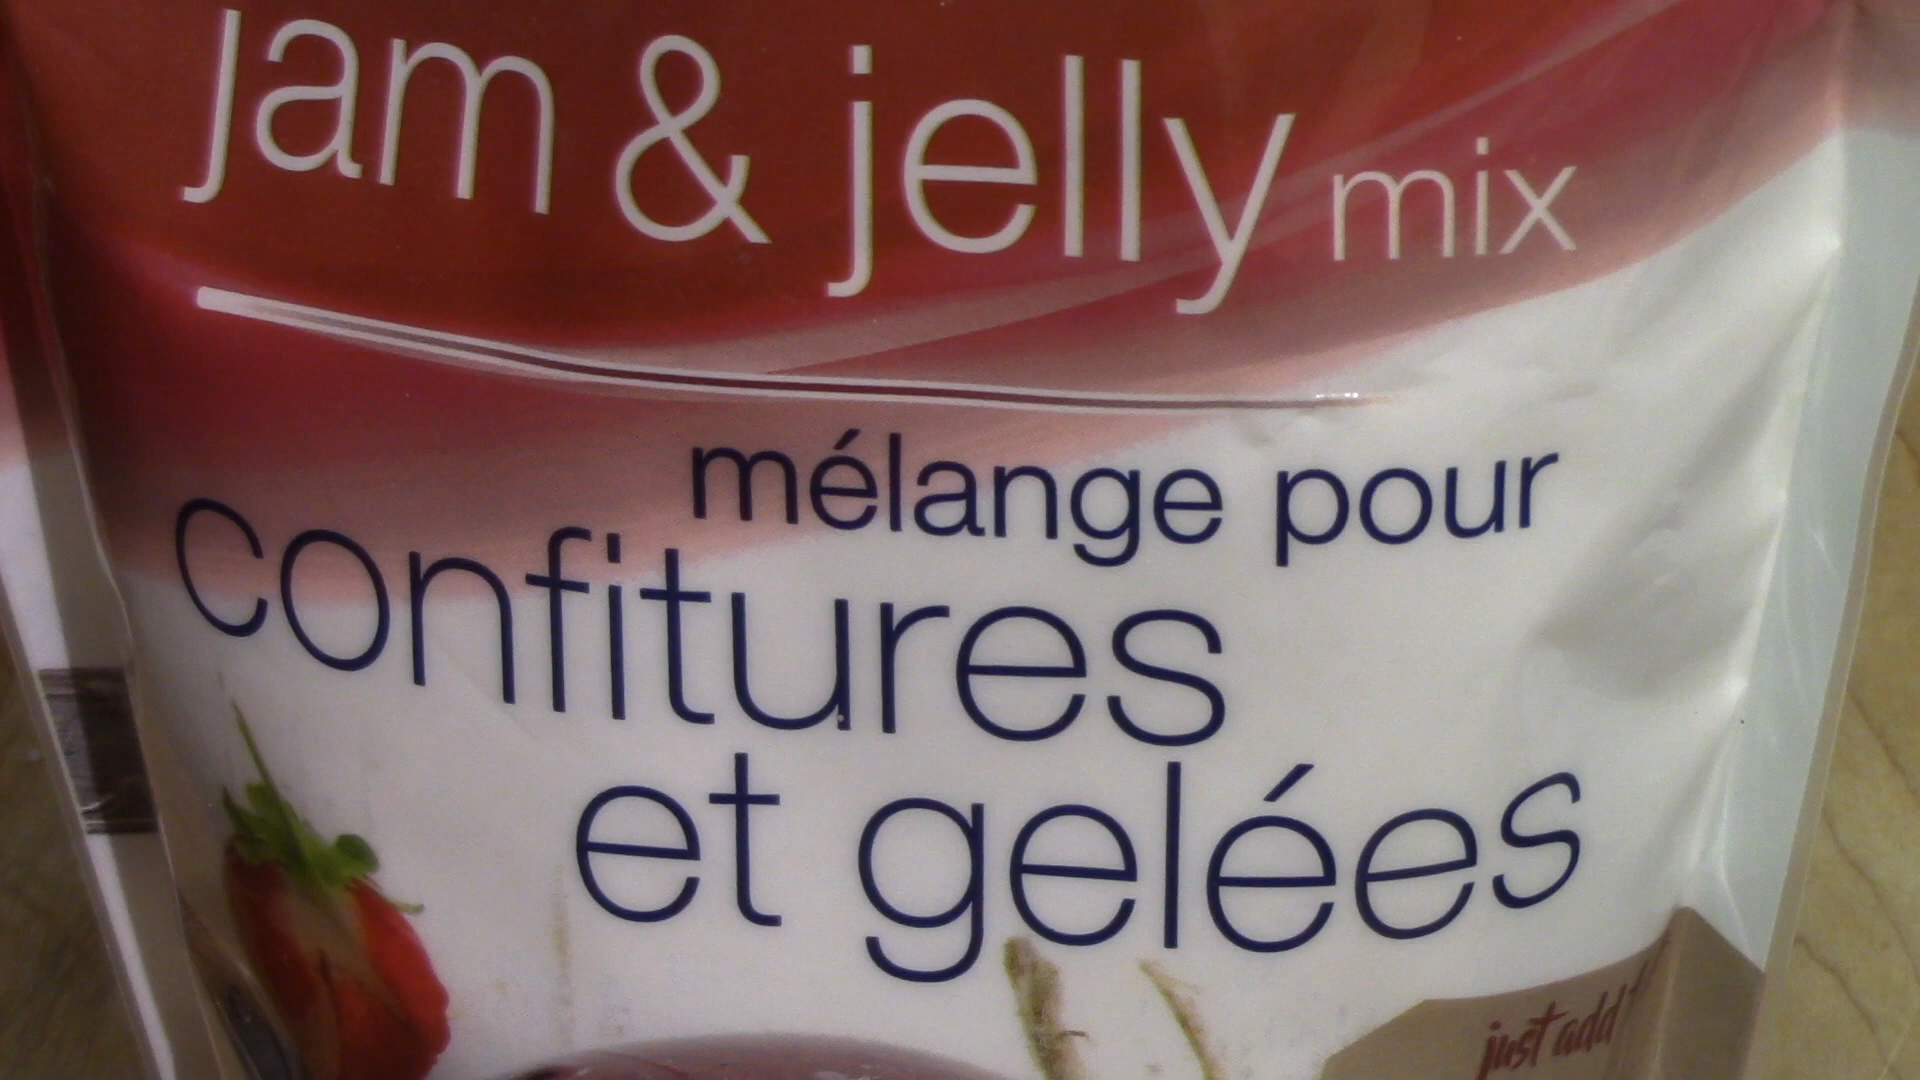 jam & jelly mix
mélange pour
confitures
et gelées
just add